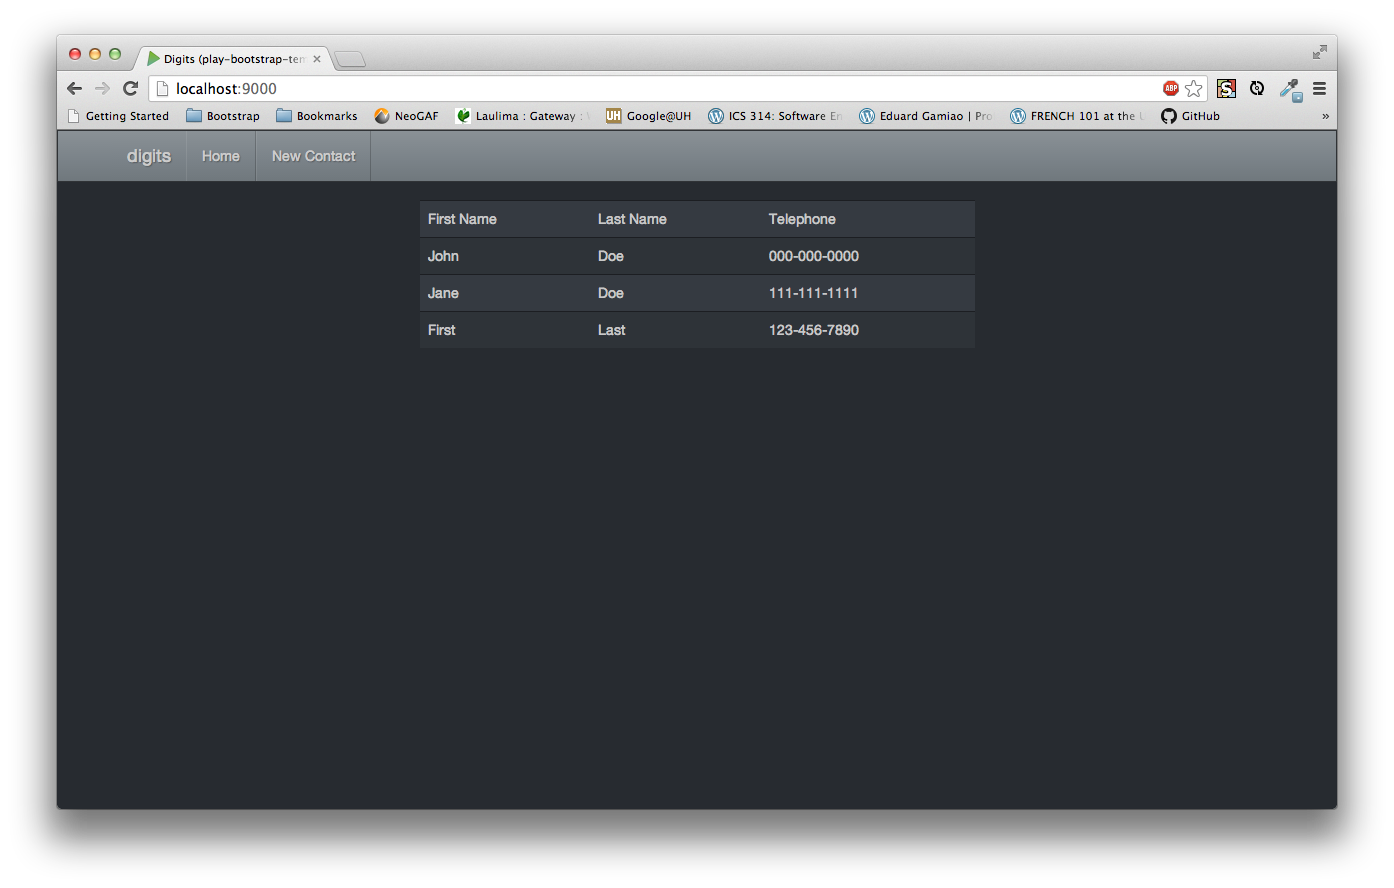 Digits (play-bootstrap-tem
localhost:9000
ABP
S
Getting Started Bootstrap Bookmarks NeoGAF Laulima : Gateway : UH Google@UH ICS 314: Software En Eduard Gamiao | Pro FRENCH 101 at the GitHub »
digits Home New Contact
First Name Last Name Telephone
John Doe 000-000-0000
Jane Doe 111-111-1111
First Last 123-456-7890